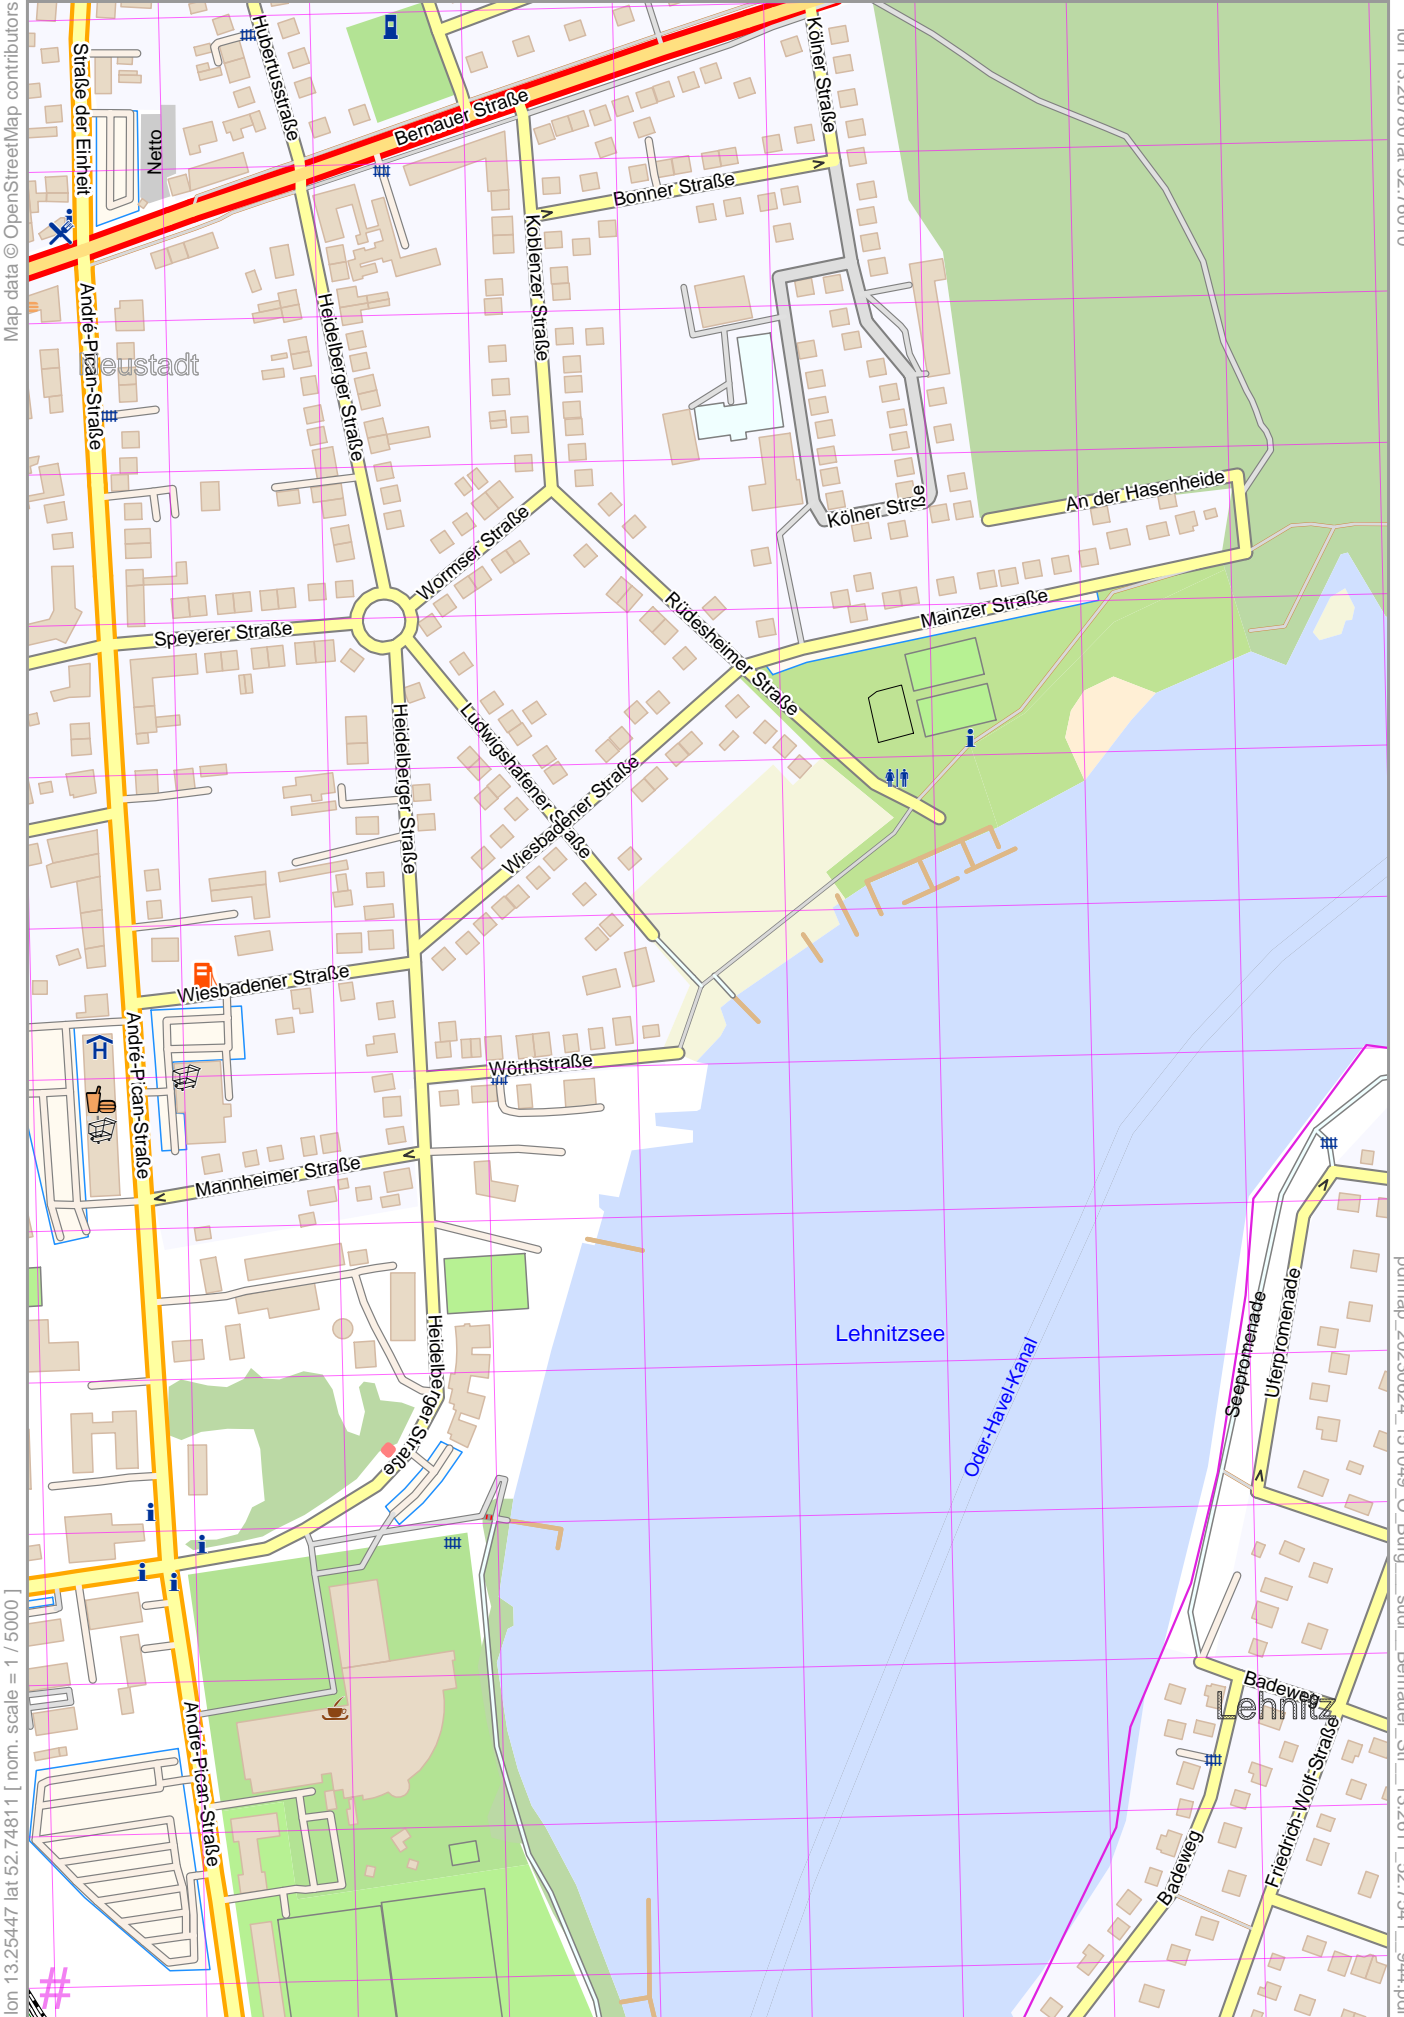 Map data © OpenStreetMap contributors
Straße der Einheit
Hubertusstraße
Kölner Straße
Bernauer Straße
Netto
Bonner Straße
Koblenzer Straße
André-Pican-Straße
Heidelberger Straße
Neustadt
An der Hasenheide
Kölner Straße
Wormser Straße
Rüdesheimer Straße
Mainzer Straße
Speyerer Straße
Heidelberger Straße
Ludwigshafener Straße
Wiesbadener Straße
Wiesbadener Straße
André-Pican-Straße
H
Wörthstraße
Mannheimer Straße
Lehnitzsee
Heidelberger Straße
Oder-Havel-Kanal
Seepromenade
Uferpromenade
i
i
i
i
i
Badeweg
Lehnitz
André-Pican-Straße
Friedrich-Wolf-Straße
Badeweg
#
lon 13.25447 lat 52.74811 [ nom. scale = 1 / 5000 ]